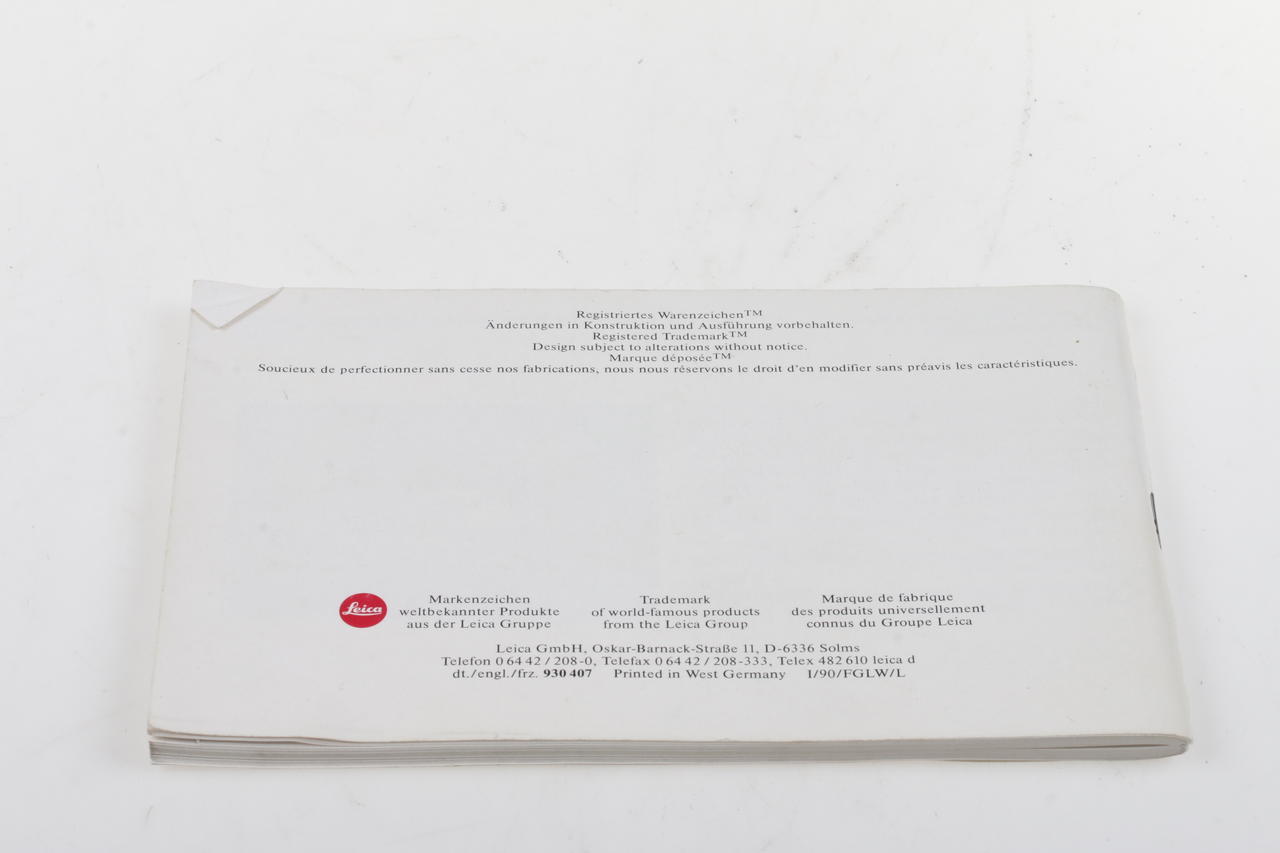 Registriertes Warenzeichen™
Änderungen in Konstruktion und Ausführung vorbehalten.
Registered Trademark™
Design subject to alterations without notice.
Marque déposée™
Soucieux de perfectionner sans cesse nos fabrications, nous nous réservons le droit d'en modifier sans préavis les caractéristiques.
Leica
Markenzeichen
weltbekannter Produkte
aus der Leica Gruppe
Trademark
of world-famous products
from the Leica Group
Marque de fabrique
des produits universellement
connus du Groupe Leica
Leica GmbH, Oskar-Barnack-Straße 11, D-6336 Solms
Telefon 0 64 42 / 208-0, Telefax 0 64 42 / 208-333, Telex 482 610 leica d
dt./engl./frz. 930 407 Printed in West Germany I/90/FGLW/L